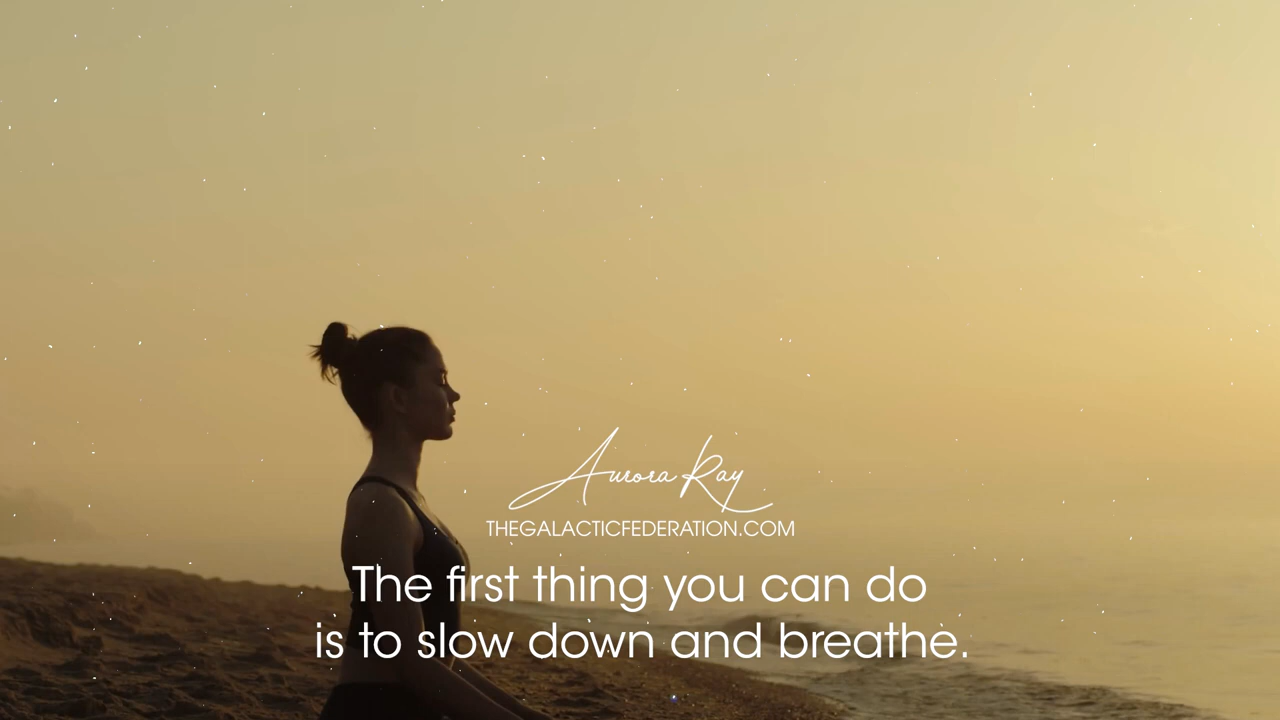 Aurora Ray
THEGALACTICFEDERATION.COM
The first thing you can do
is to slow down and breathe.